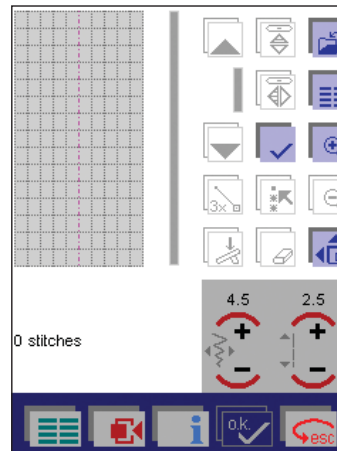 3x
4.5 2.5
0 stitches
+ +
− −
i
o.k.
esc